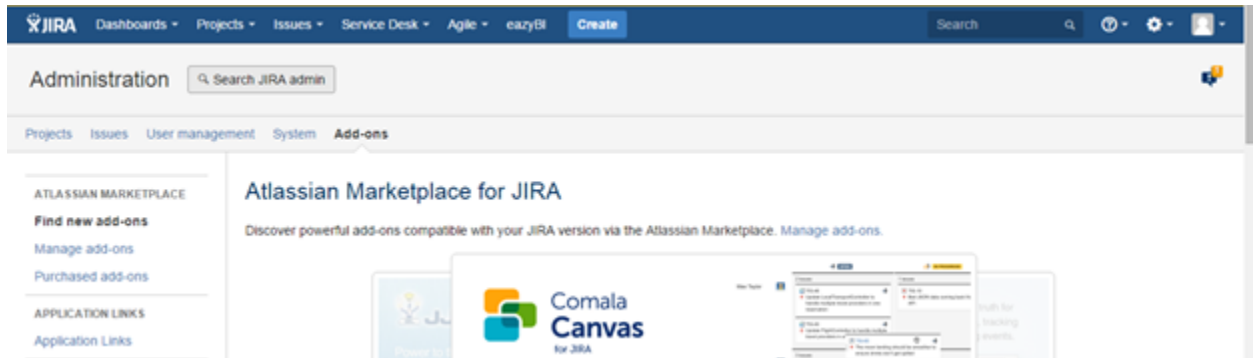 JIRA Dashboards Projects Issues Service Desk Agile eazyBI Create Search
Administration Search JIRA admin
Projects Issues User management System Add-ons
ATLASSIAN MARKETPLACE
Find new add-ons
Manage add-ons
Purchased add-ons
APPLICATION LINKS
Application Links
Atlassian Marketplace for JIRA
Discover powerful add-ons compatible with your JIRA version via the Atlassian Marketplace. Manage add-ons.
Comala
Canvas
for JIRA